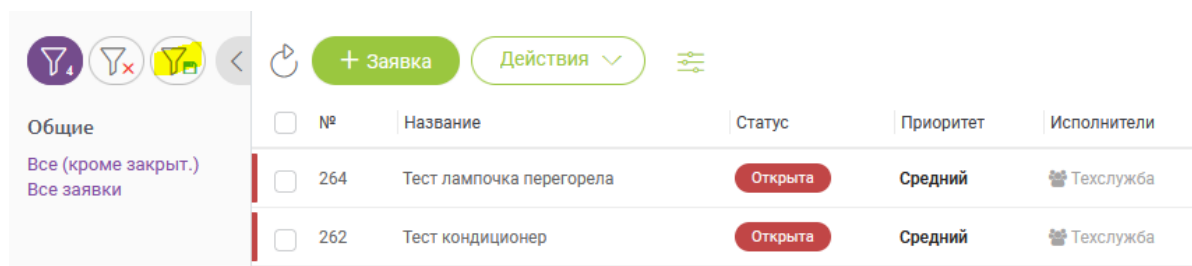 4
+ Заявка
Действия
Общие
Все (кроме закрыт.)
Все заявки
№ Название Статус Приоритет Исполнители
264 Тест лампочка перегорела Открыта Средний Техслужба
262 Тест кондиционер Открыта Средний Техслужба